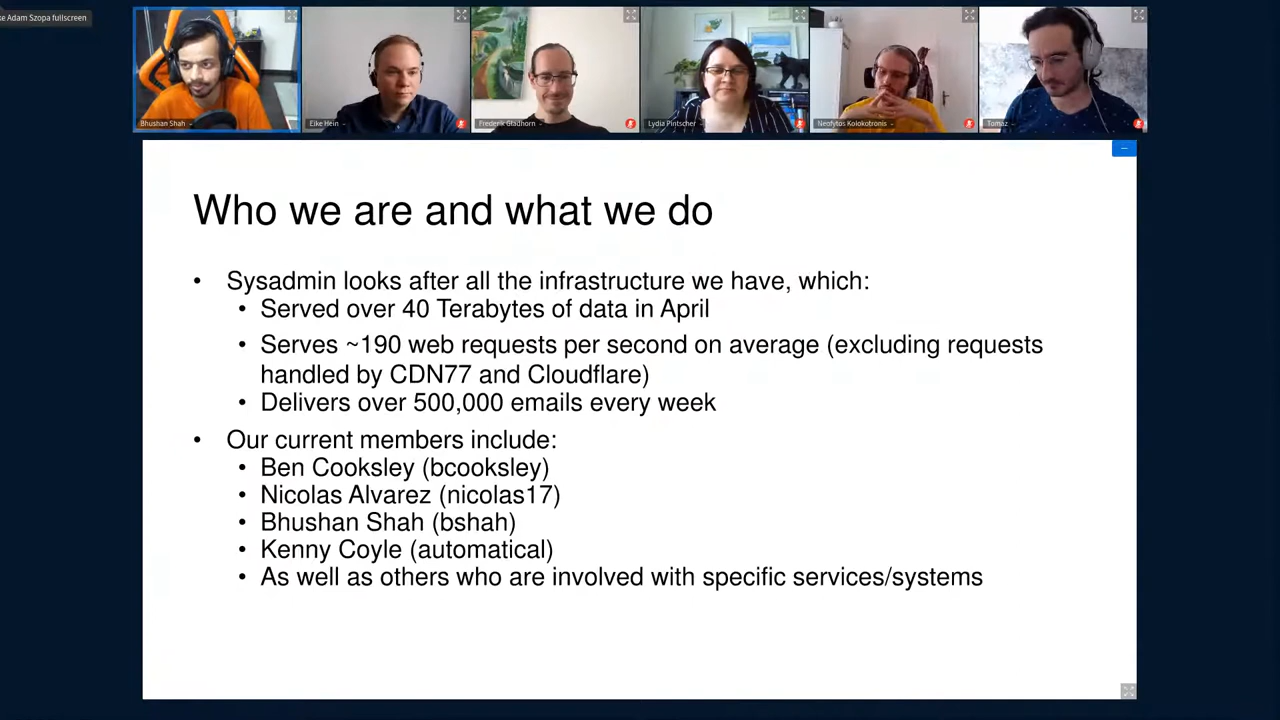 ke Adam Szopa fullscreen
Bhushan Shah
Eike Hein
Frederik Gladhorn
Lydia Pintscher
Neofytos Kolokotronis
Tomaz
Who we are and what we do
• Sysadmin looks after all the infrastructure we have, which:
• Served over 40 Terabytes of data in April
• Serves ~190 web requests per second on average (excluding requests
handled by CDN77 and Cloudflare)
• Delivers over 500,000 emails every week
• Our current members include:
• Ben Cooksley (bcooksley)
• Nicolas Alvarez (nicolas17)
• Bhushan Shah (bshah)
• Kenny Coyle (automatical)
• As well as others who are involved with specific services/systems